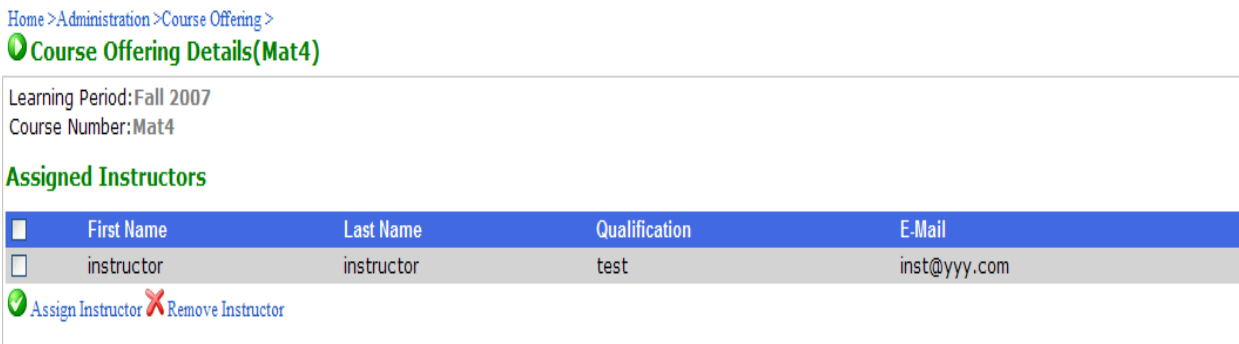 Home >Administration >Course Offering >
Course Offering Details(Mat4)
Learning Period:Fall 2007
Course Number:Mat4
Assigned Instructors
First Name Last Name Qualification E-Mail
instructor instructor test inst@yyy.com
Assign Instructor Remove Instructor